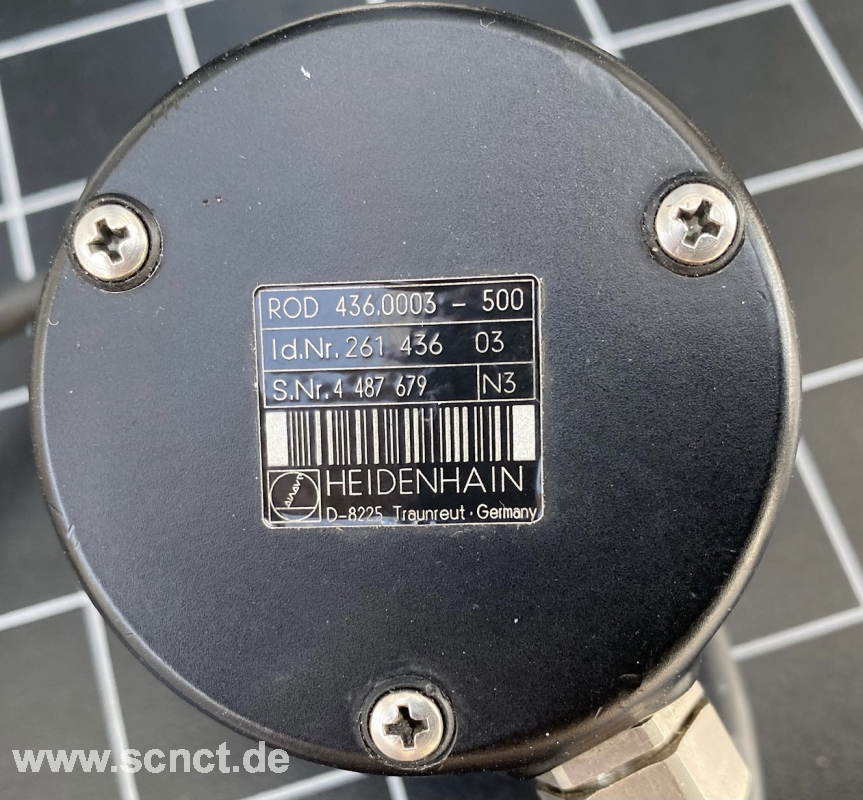 ROD 436.0003 - 500
Id.Nr. 261 436 03
S.Nr. 4 487 679 N3
HEIDENHAIN
D-8225 Traunreut · Germany
www.scnct.de